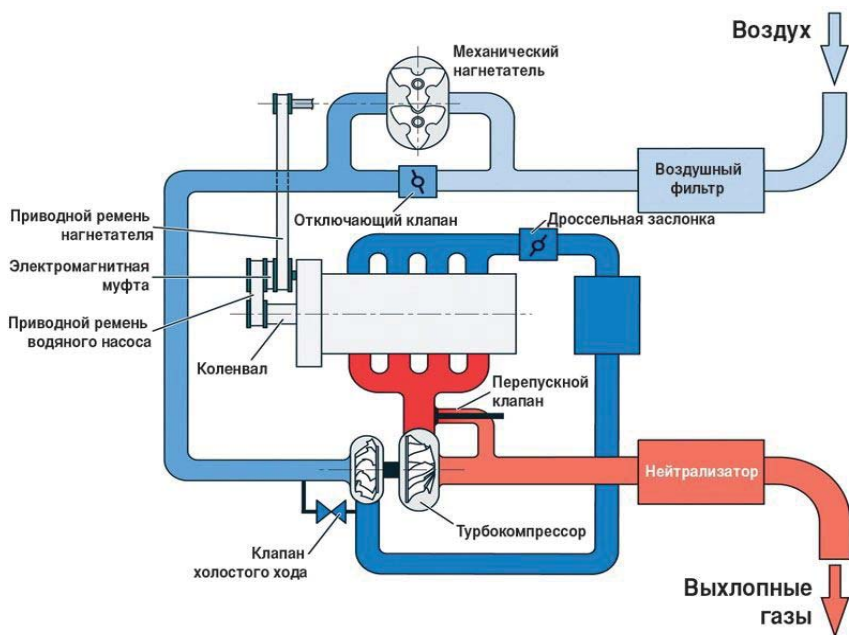 Воздух
Механический
нагнетатель
Воздушный
фильтр
Отключающий клапан
Дроссельная заслонка
Приводной ремень
нагнетателя
Электромагнитная
муфта
Приводной ремень
водяного насоса
Коленвал
Перепускной
клапан
Нейтрализатор
Турбокомпрессор
Клапан
холостого хода
Выхлопные
газы